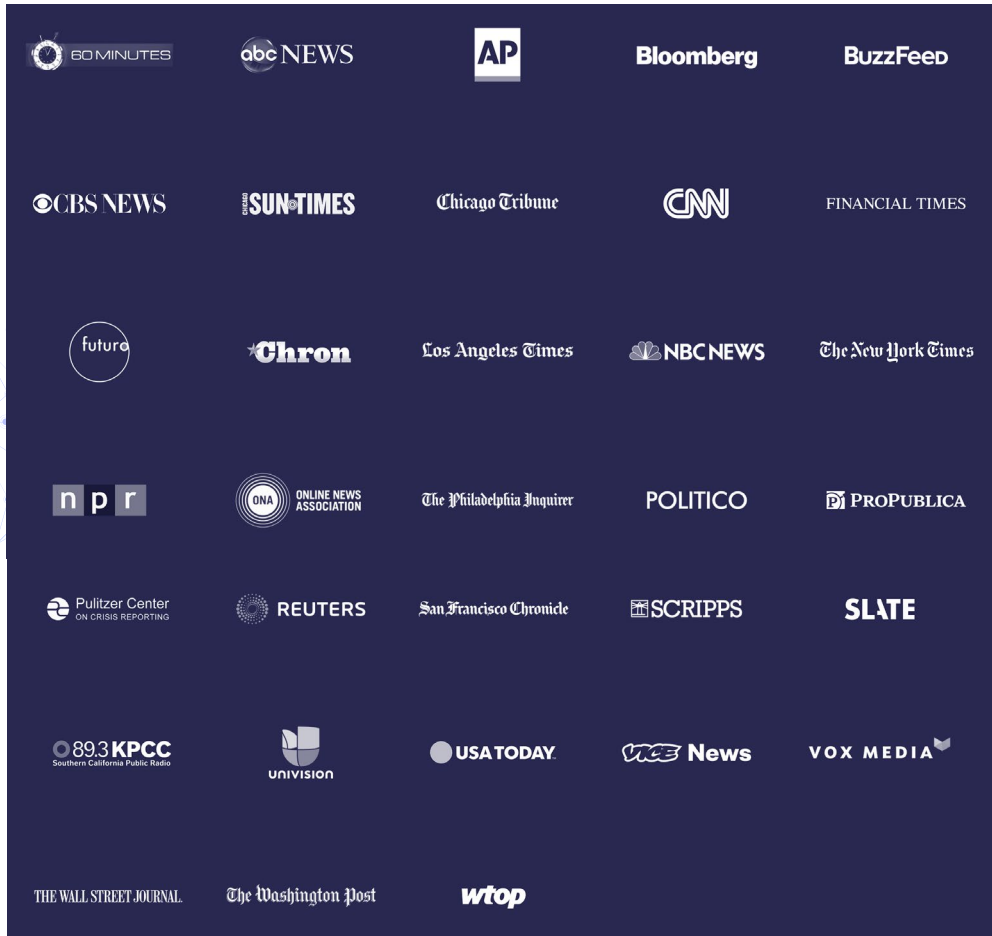 60 MINUTES
abc NEWS
AP
Bloomberg
BuzzFeed
CBS NEWS
CHICAGO SUN-TIMES
Chicago Tribune
CNN
FINANCIAL TIMES
futuro
Chron
Los Angeles Times
NBC NEWS
The New York Times
npr
ONA
ONLINE NEWS
ASSOCIATION
The Philadelphia Inquirer
POLITICO
P PROPUBLICA
Pulitzer Center
ON CRISIS REPORTING
REUTERS
San Francisco Chronicle
SCRIPPS
SLATE
89.3 KPCC
Southern California Public Radio
UNIVISION
USA TODAY
VICE News
VOX MEDIA
THE WALL STREET JOURNAL.
The Washington Post
wtop